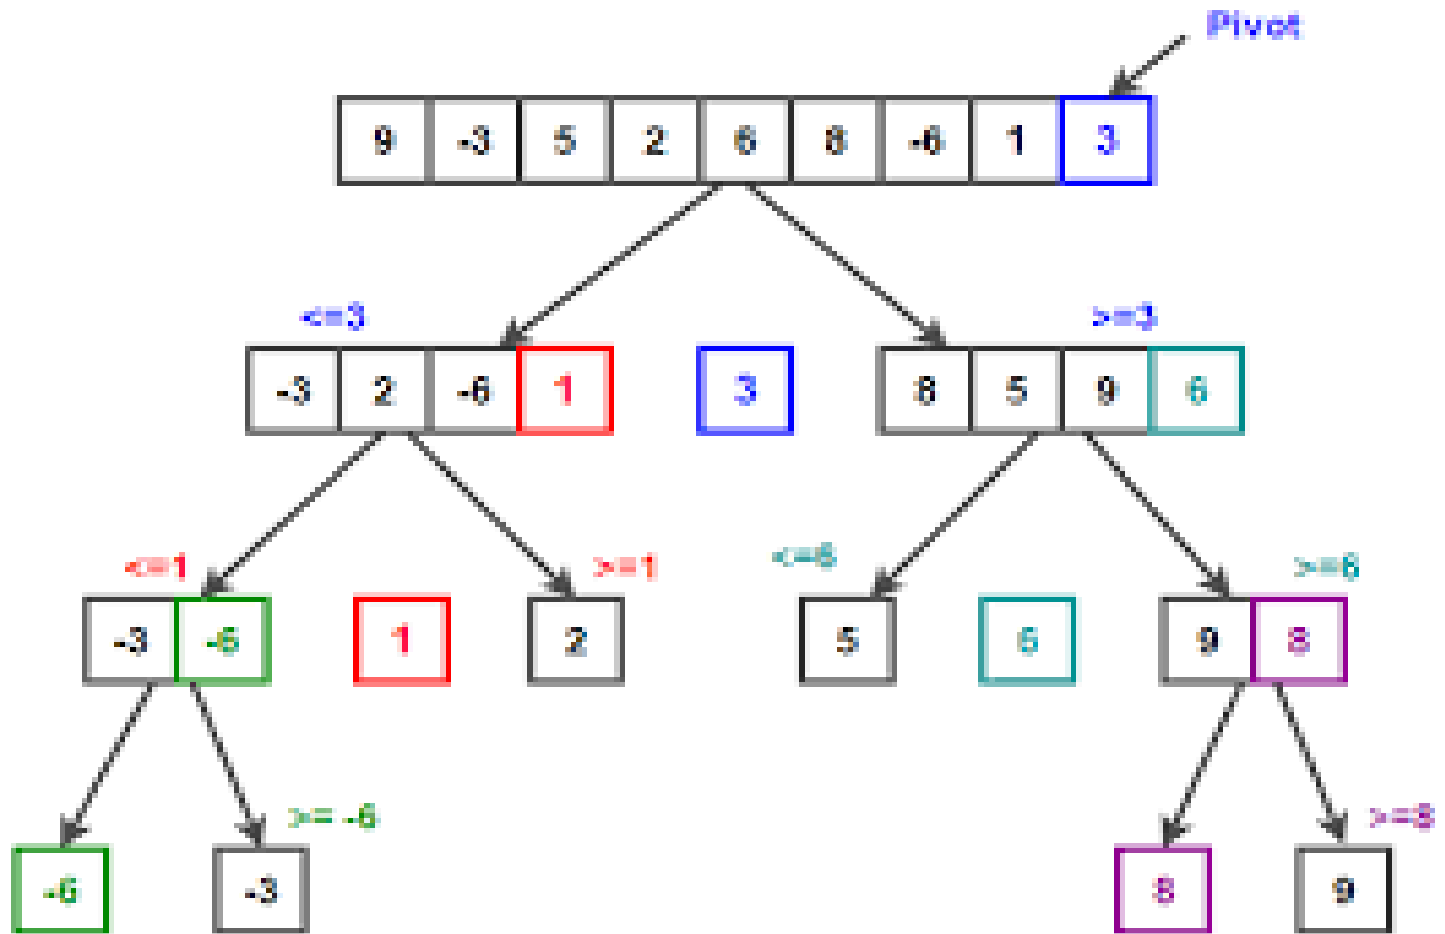 Pivot
9 -3 5 2 6 8 -6 1 3
<=3 >=3
-3 2 -6 1 3 8 5 9 6
<=1 >=1 <=6 >=6
-3 -6 1 2 5 6 9 8
>= -6 >=8
-6 -3 8 9